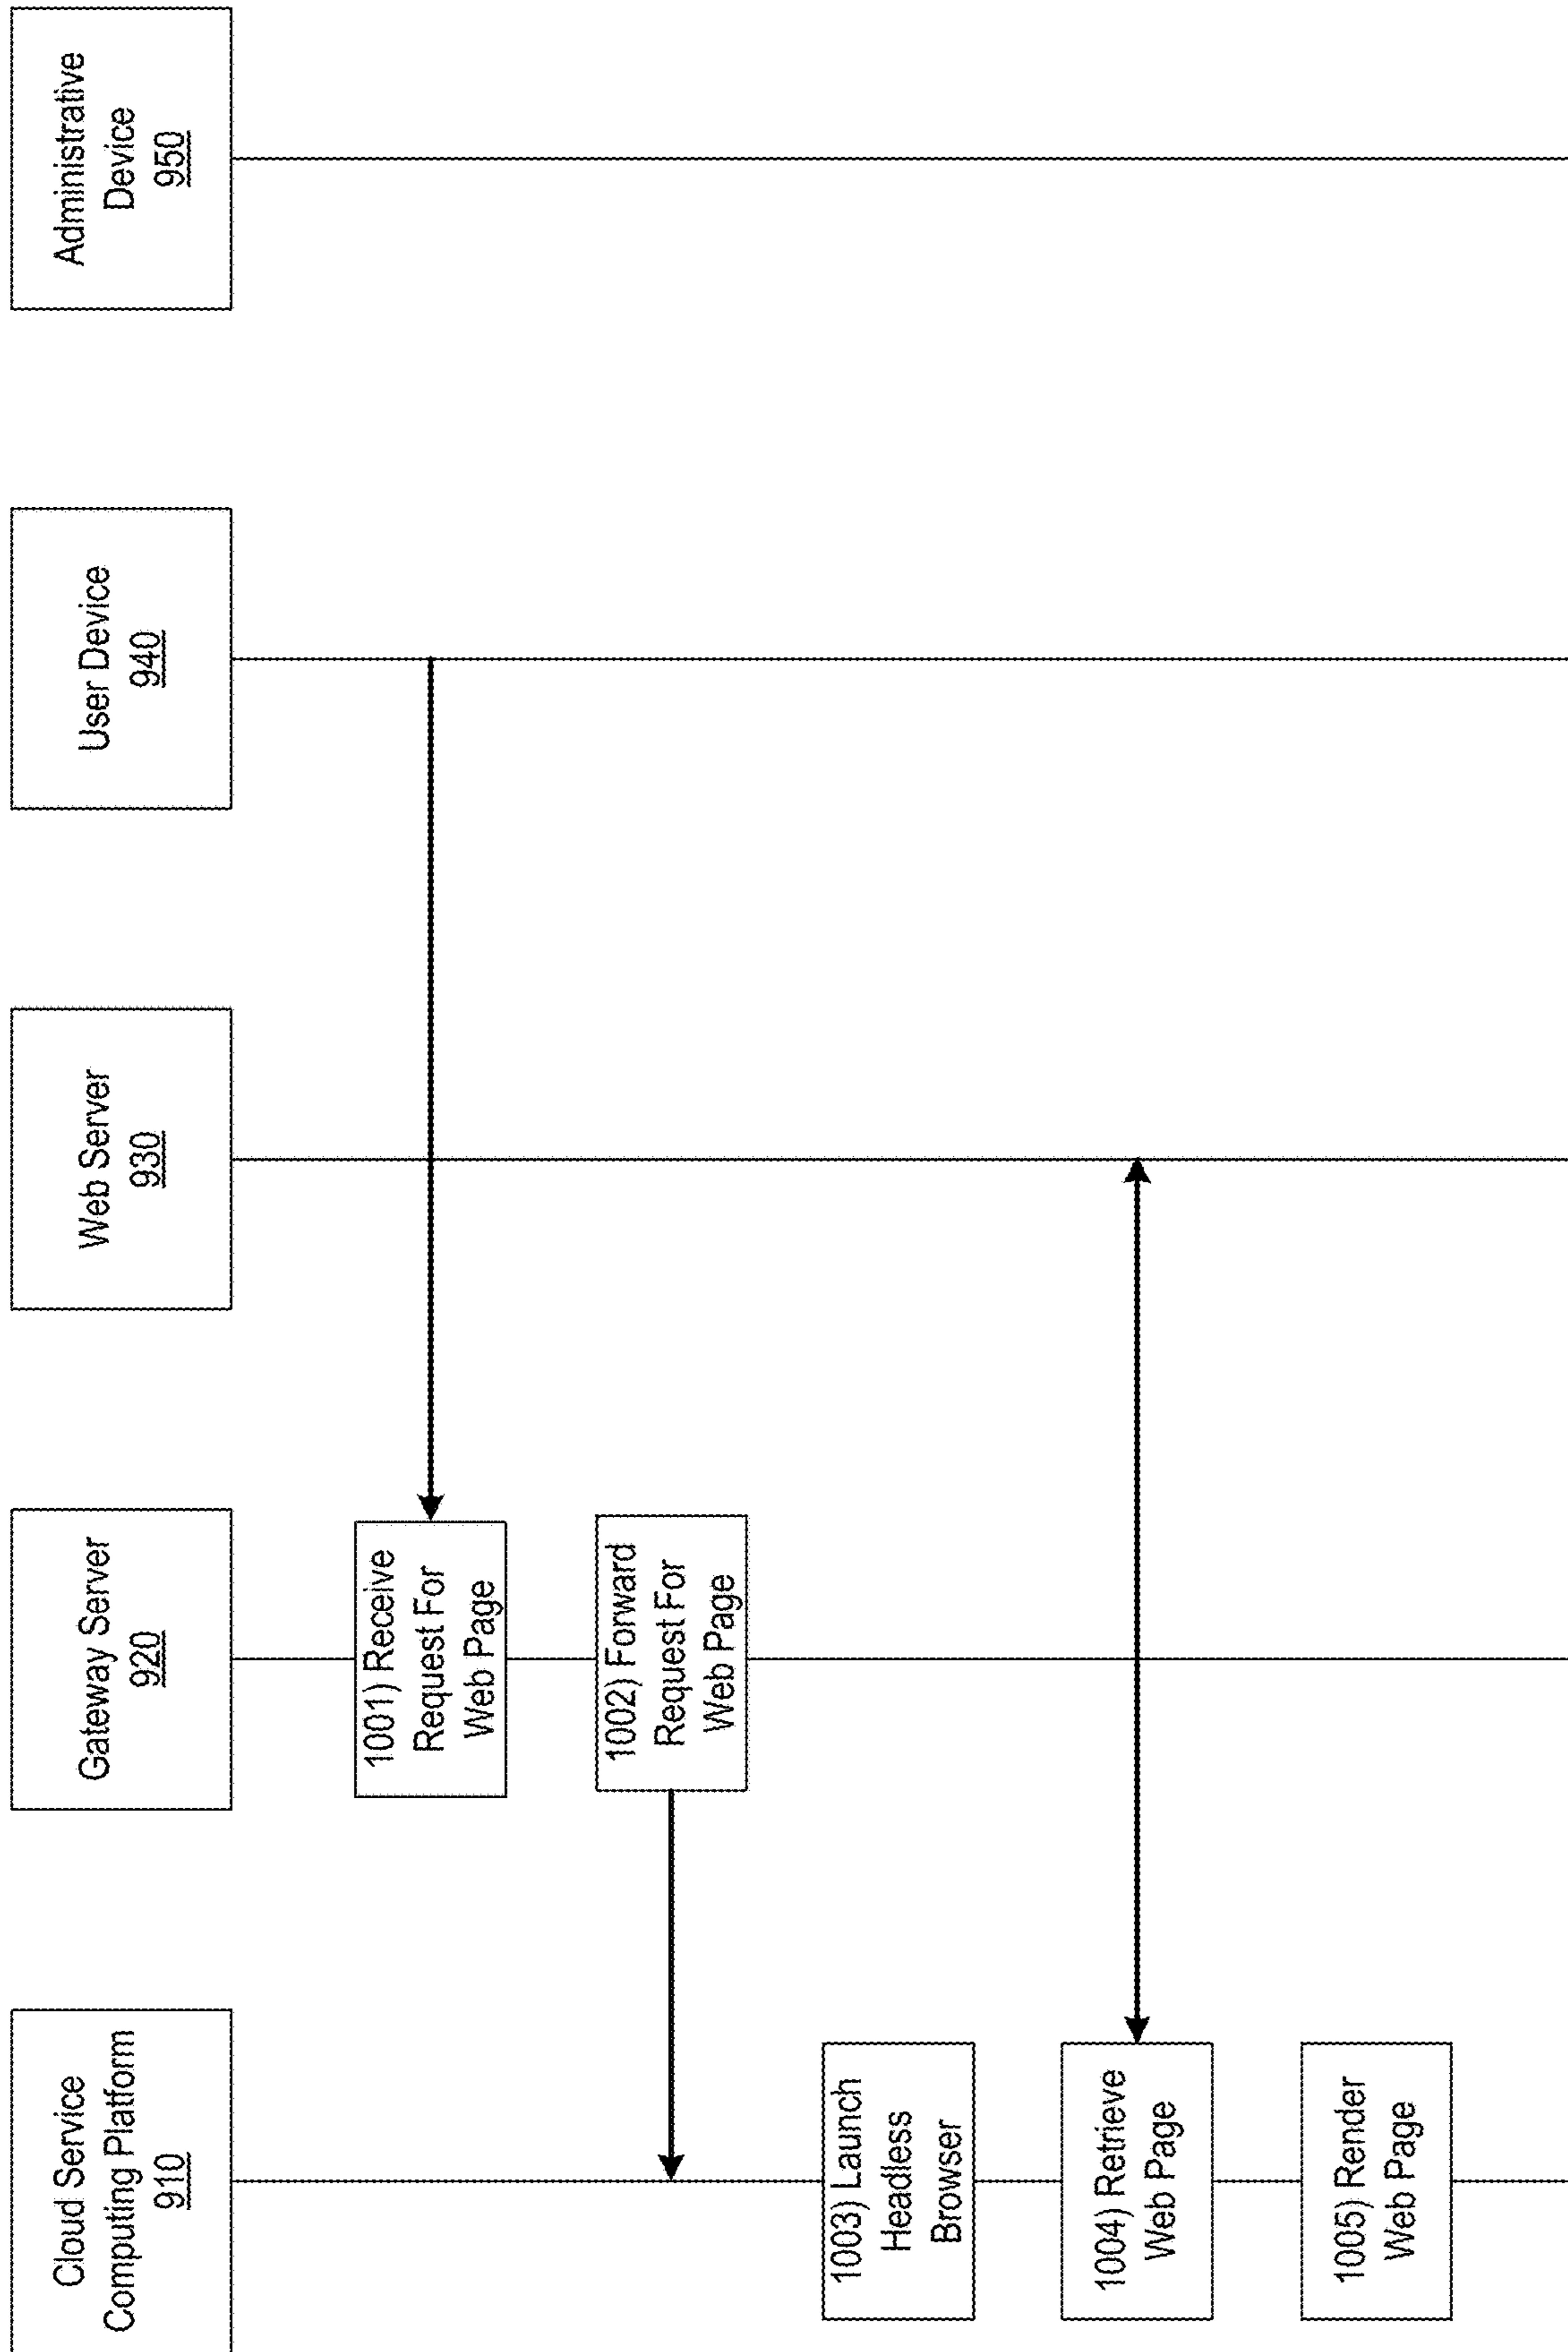 Cloud Service
Computing Platform
910
Gateway Server
920
Web Server
930
User Device
940
Administrative
Device
950
1001) Receive
Request For
Web Page
1002) Forward
Request For
Web Page
1003) Launch
Headless
Browser
1004) Retrieve
Web Page
1005) Render
Web Page